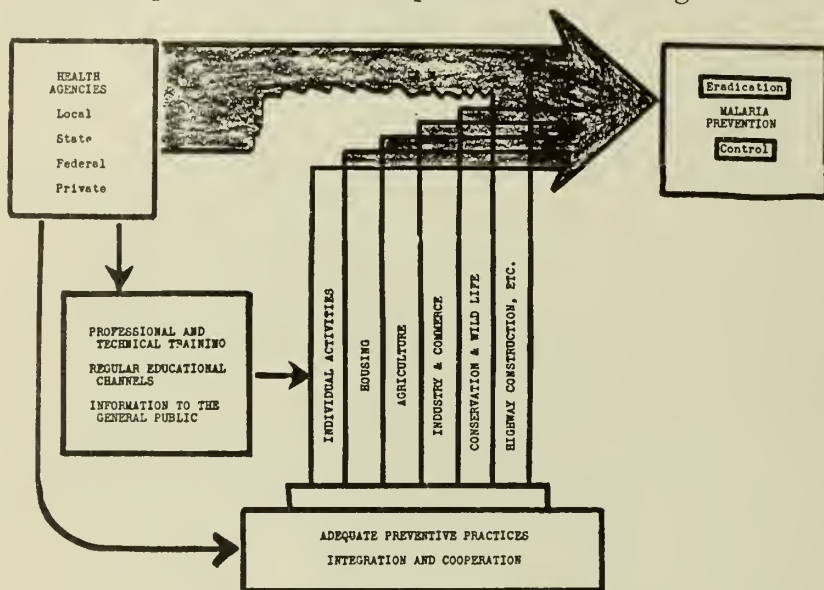 HEALTH
AGENCIES
Local
State
Federal
Private
Eradication
MALARIA
PREVENTION
Control
PROFESSIONAL AND
TECHNICAL TRAINING
REGULAR EDUCATIONAL
CHANNELS
INFORMATION TO THE
GENERAL PUBLIC
INDIVIDUAL ACTIVITIES
HOUSING
AGRICULTURE
INDUSTRY & COMMERCE
CONSERVATION & WILD LIFE
HIGHWAY CONSTRUCTION, ETC.
ADEQUATE PREVENTIVE PRACTICES
INTEGRATION AND COOPERATION